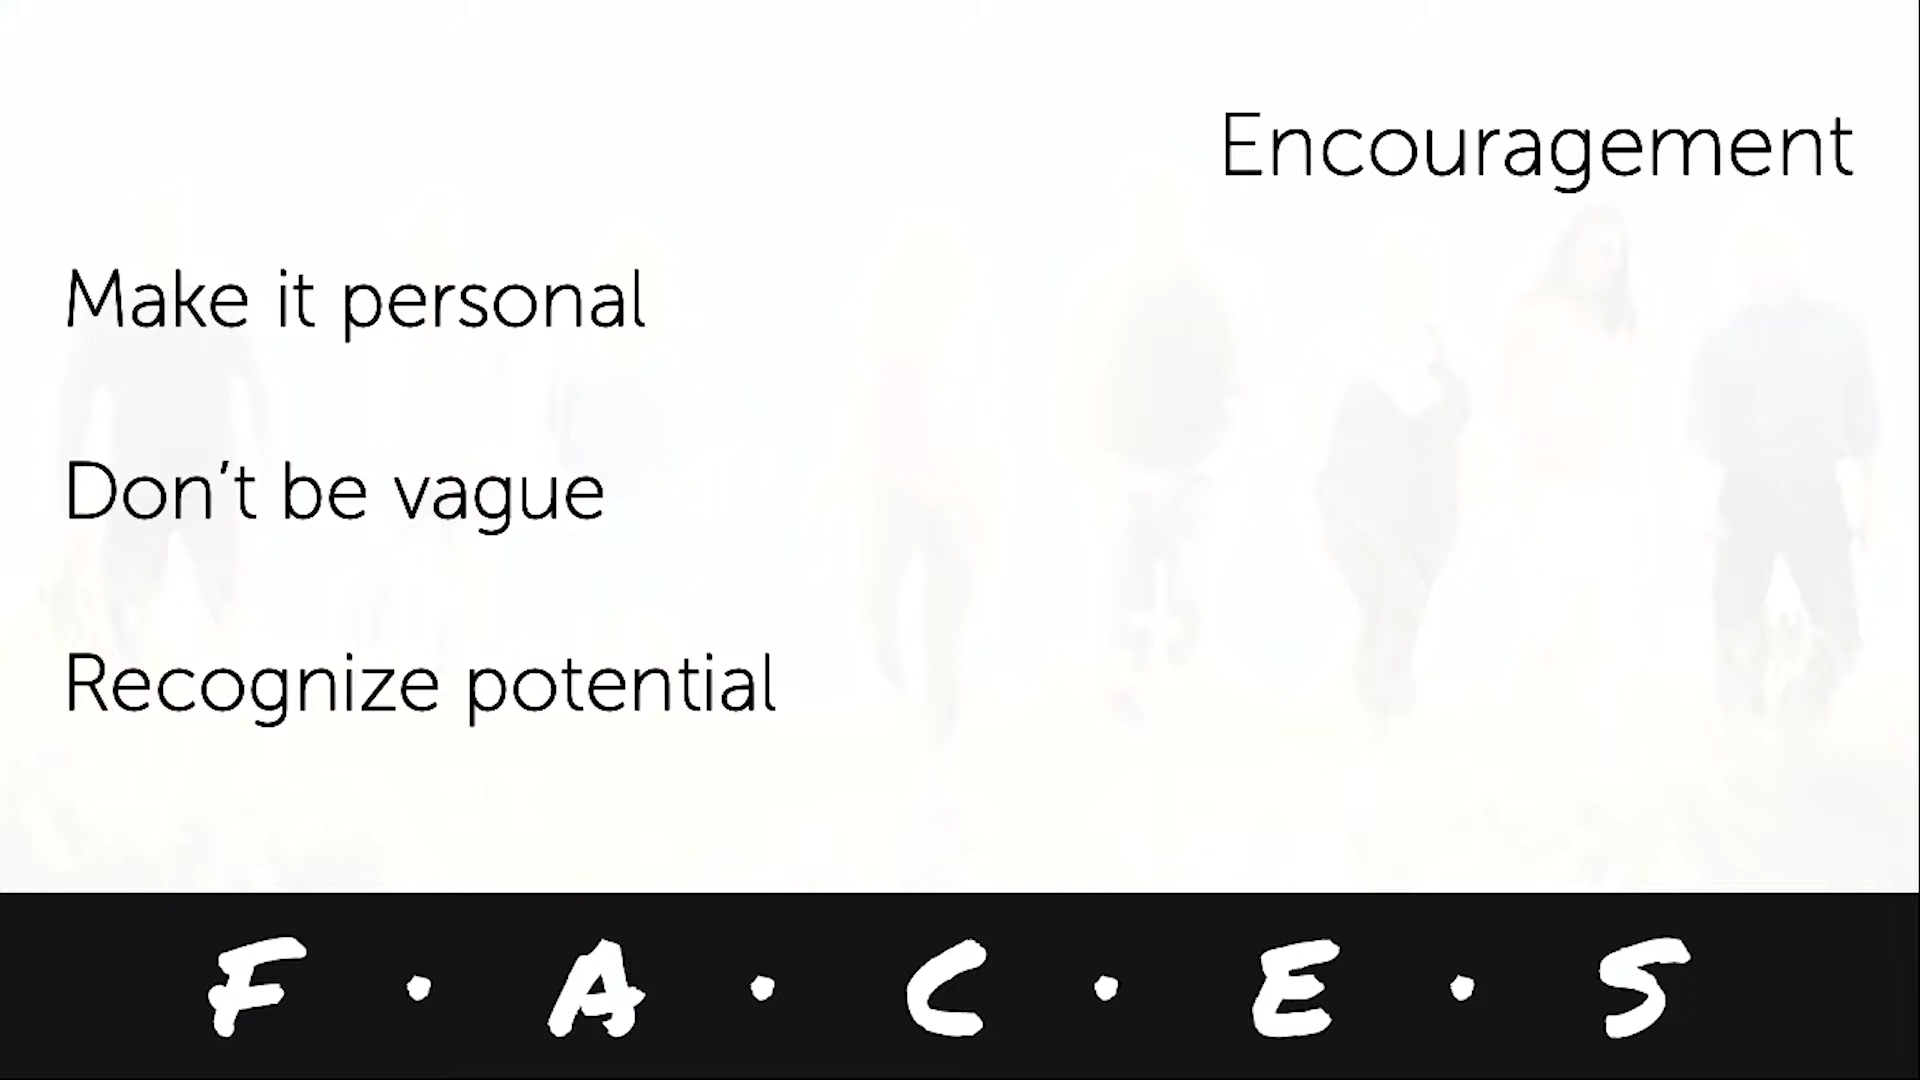 Encouragement
Make it personal
Don’t be vague
Recognize potential
F · A · C · E · S